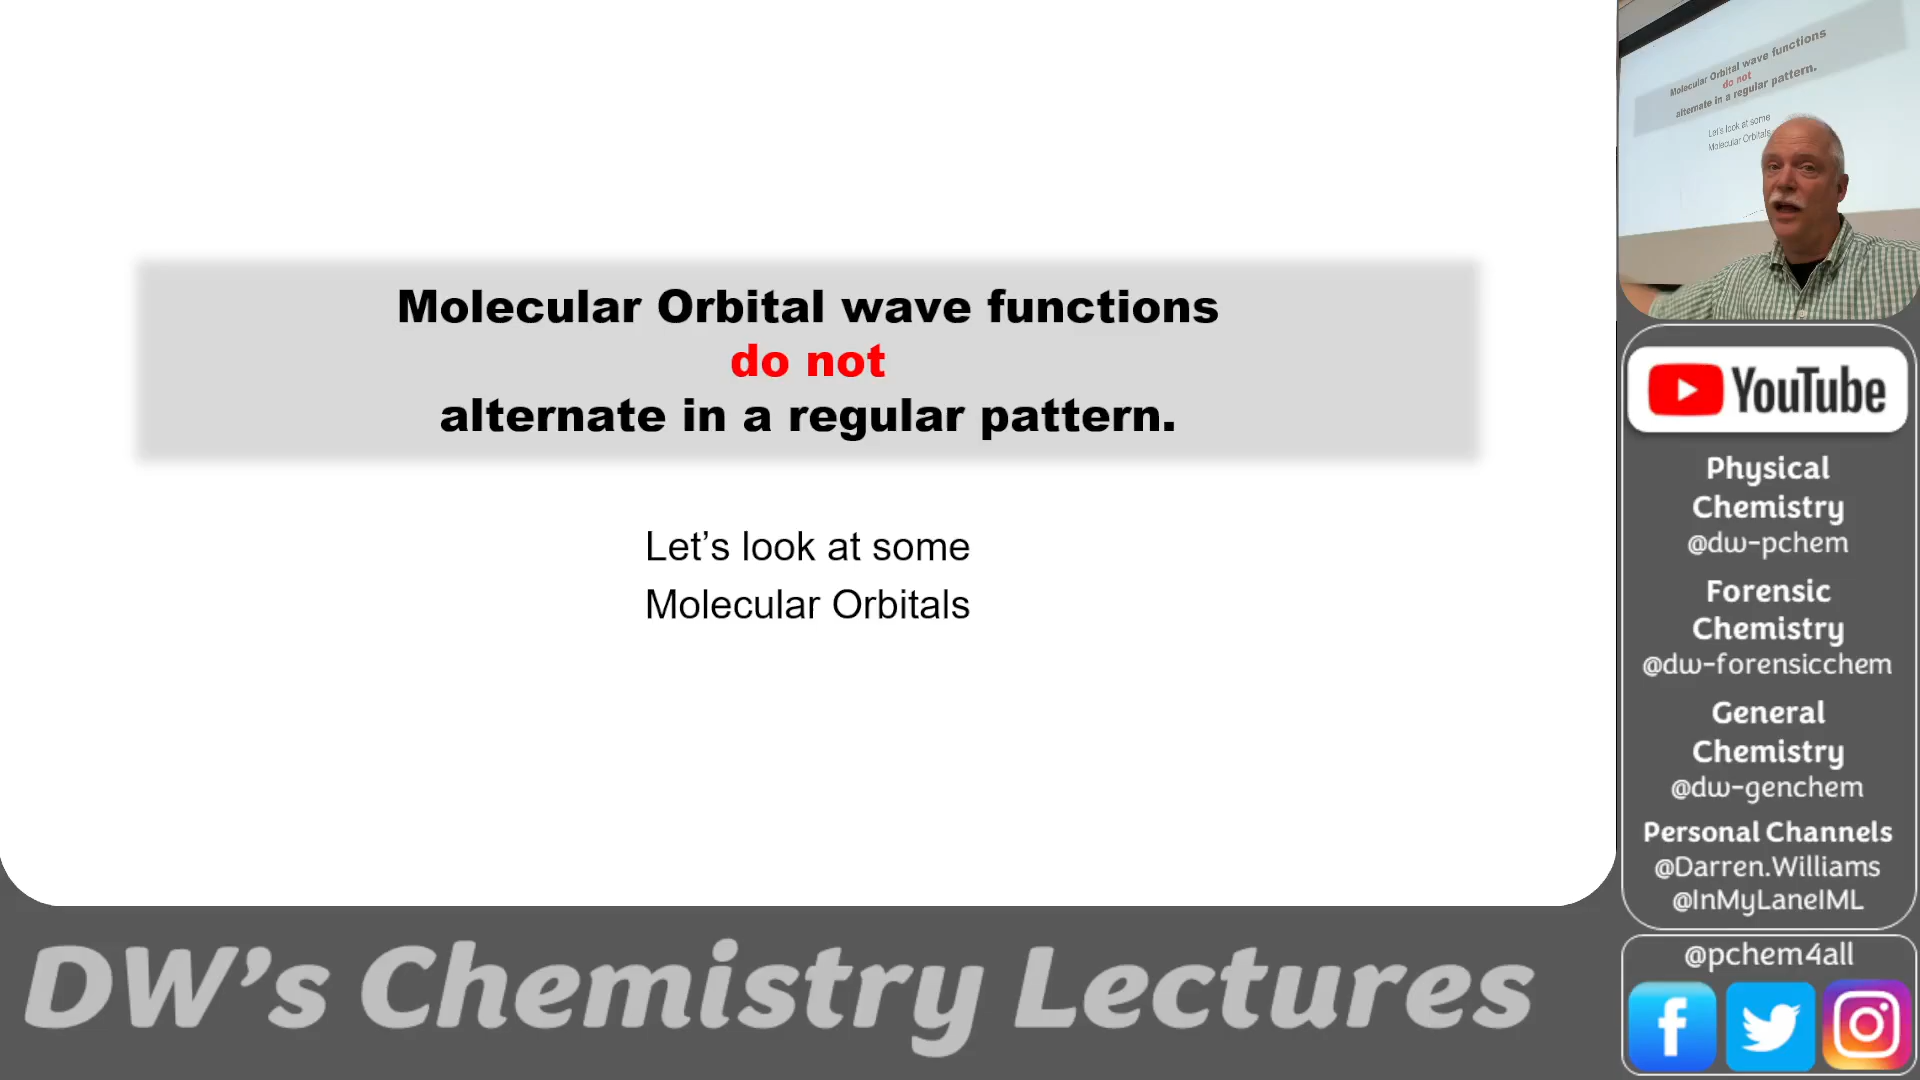 Molecular Orbital wave functions
do not
alternate in a regular pattern.
Let's look at some
Molecular Orbitals
Molecular Orbital wave functions
do not
alternate in a regular pattern.
Let's look at some
Molecular Orbitals
YouTube
Physical
Chemistry
@dw-pchem
Forensic
Chemistry
@dw-forensicchem
General
Chemistry
@dw-genchem
Personal Channels
@Darren.Williams
@InMyLaneIML
@pchem4all
DW's Chemistry Lectures